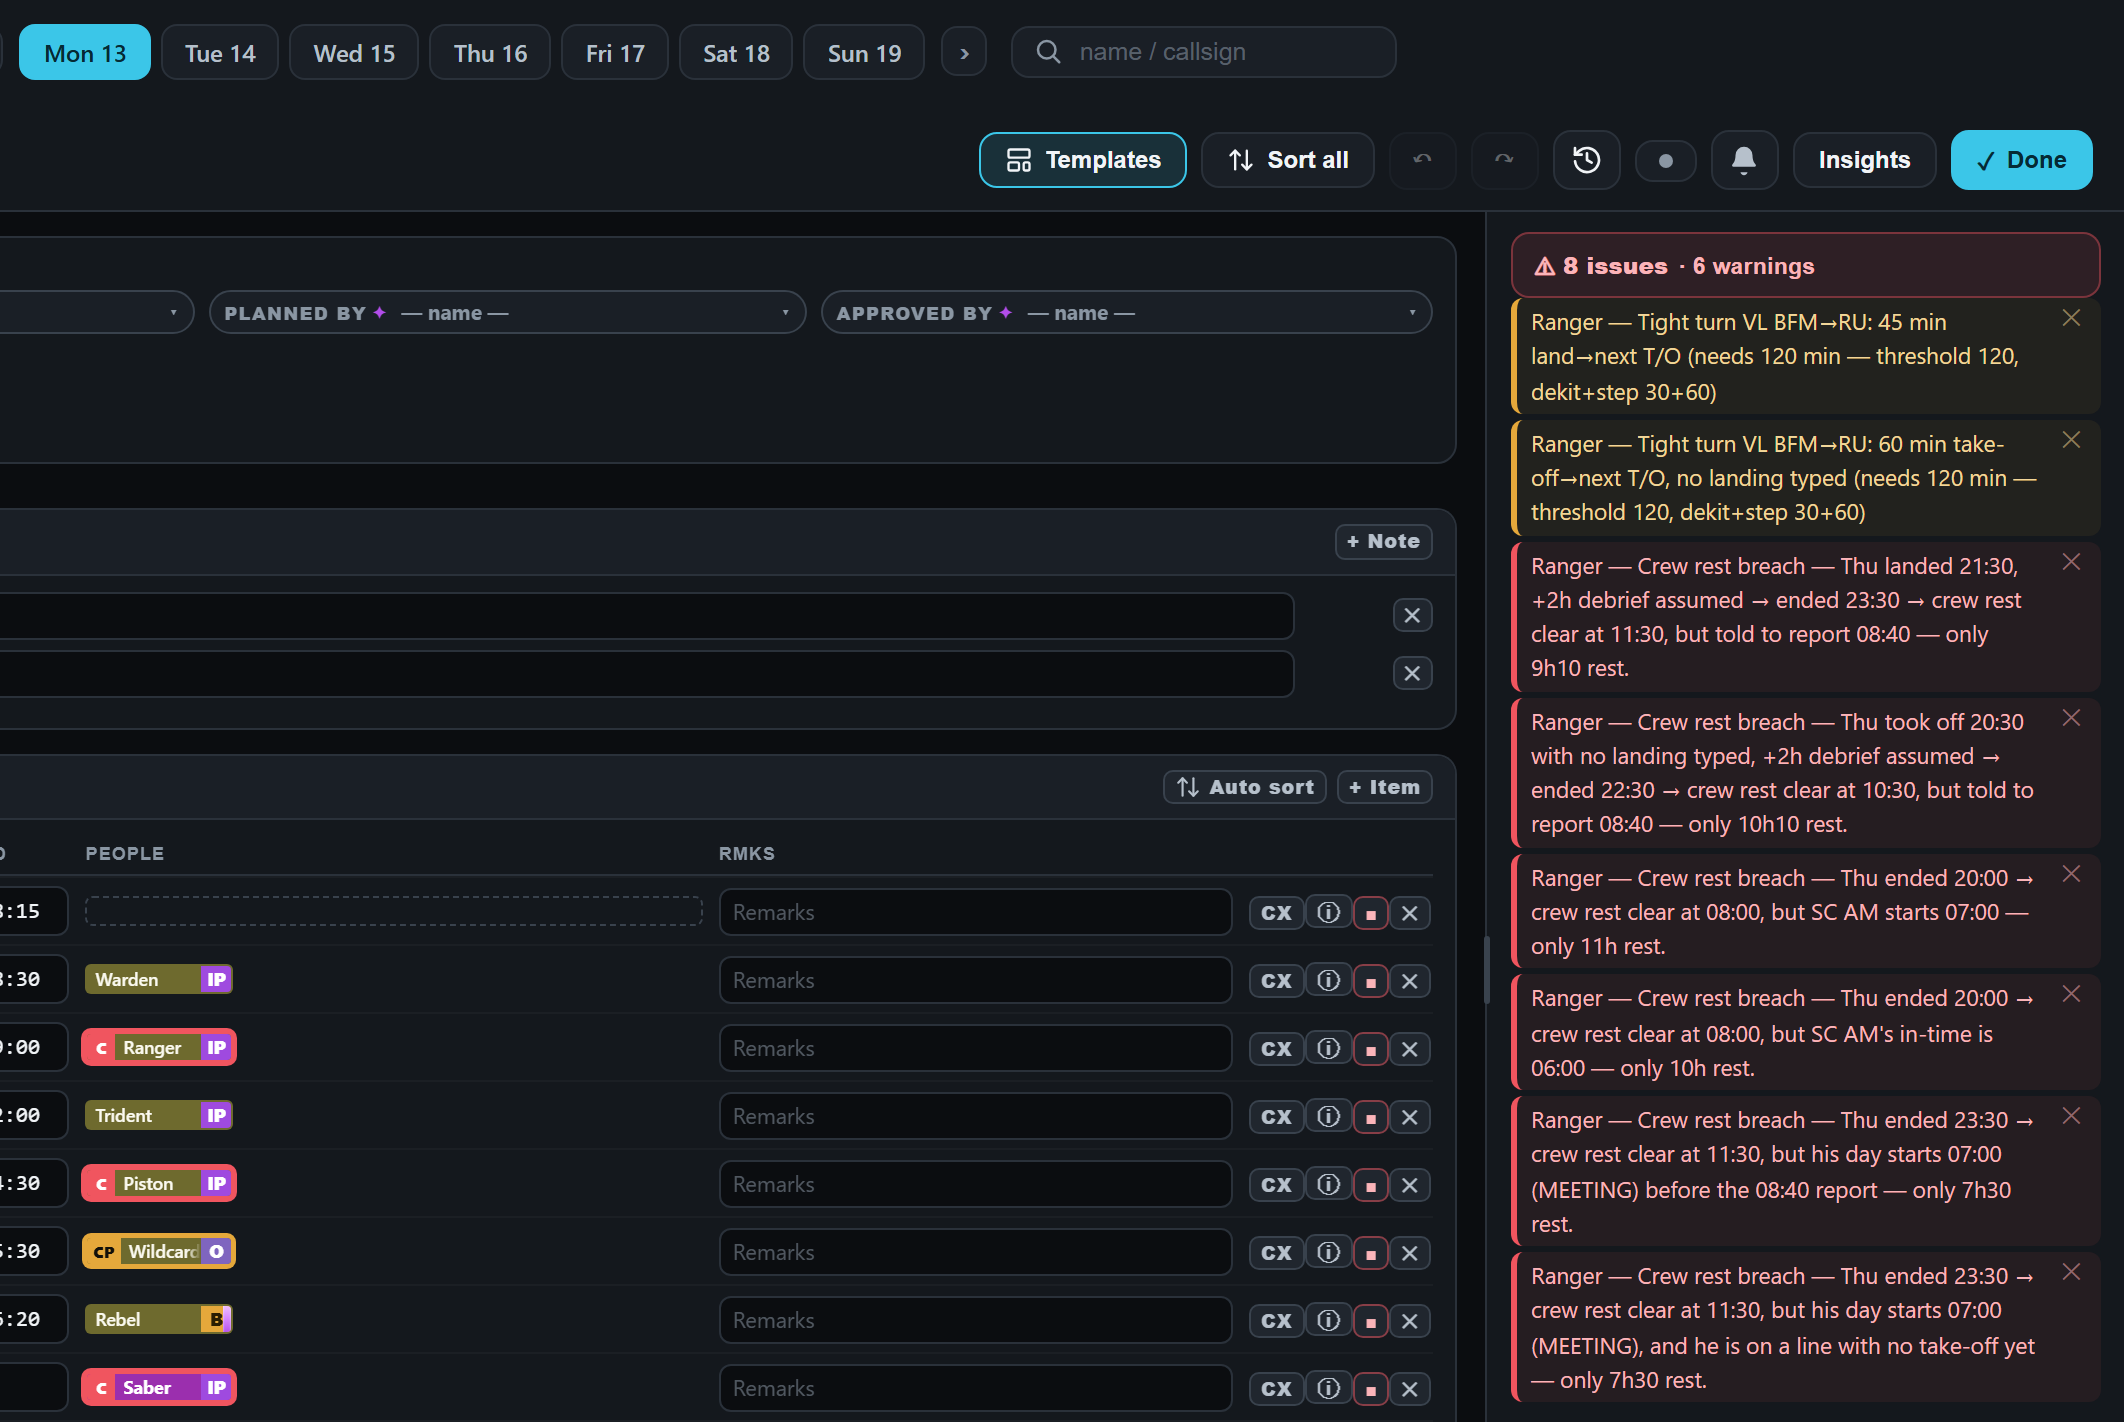 Mon 13
Tue 14
Wed 15
Thu 16
Fri 17
Sat 18
Sun 19
›
name / callsign
Templates
Sort all
Insights
✓ Done
PLANNED BY ✦ — name —
APPROVED BY ✦ — name —
+ Note
Auto sort
+ Item
PEOPLE
RMKS
:15
Remarks
CX
:30
Warden IP
Remarks
CX
:00
C Ranger IP
Remarks
CX
:00
Trident IP
Remarks
CX
:30
C Piston IP
Remarks
CX
:30
CP Wildcard O
Remarks
CX
:20
Rebel B
Remarks
CX
C Saber IP
Remarks
CX
⚠ 8 issues · 6 warnings
Ranger — Tight turn VL BFM→RU: 45 min
land→next T/O (needs 120 min — threshold 120,
dekit+step 30+60)
Ranger — Tight turn VL BFM→RU: 60 min take-
off→next T/O, no landing typed (needs 120 min —
threshold 120, dekit+step 30+60)
Ranger — Crew rest breach — Thu landed 21:30,
+2h debrief assumed → ended 23:30 → crew rest
clear at 11:30, but told to report 08:40 — only
9h10 rest.
Ranger — Crew rest breach — Thu took off 20:30
with no landing typed, +2h debrief assumed →
ended 22:30 → crew rest clear at 10:30, but told to
report 08:40 — only 10h10 rest.
Ranger — Crew rest breach — Thu ended 20:00 →
crew rest clear at 08:00, but SC AM starts 07:00 —
only 11h rest.
Ranger — Crew rest breach — Thu ended 20:00 →
crew rest clear at 08:00, but SC AM's in-time is
06:00 — only 10h rest.
Ranger — Crew rest breach — Thu ended 23:30 →
crew rest clear at 11:30, but his day starts 07:00
(MEETING) before the 08:40 report — only 7h30
rest.
Ranger — Crew rest breach — Thu ended 23:30 →
crew rest clear at 11:30, but his day starts 07:00
(MEETING), and he is on a line with no take-off yet
— only 7h30 rest.